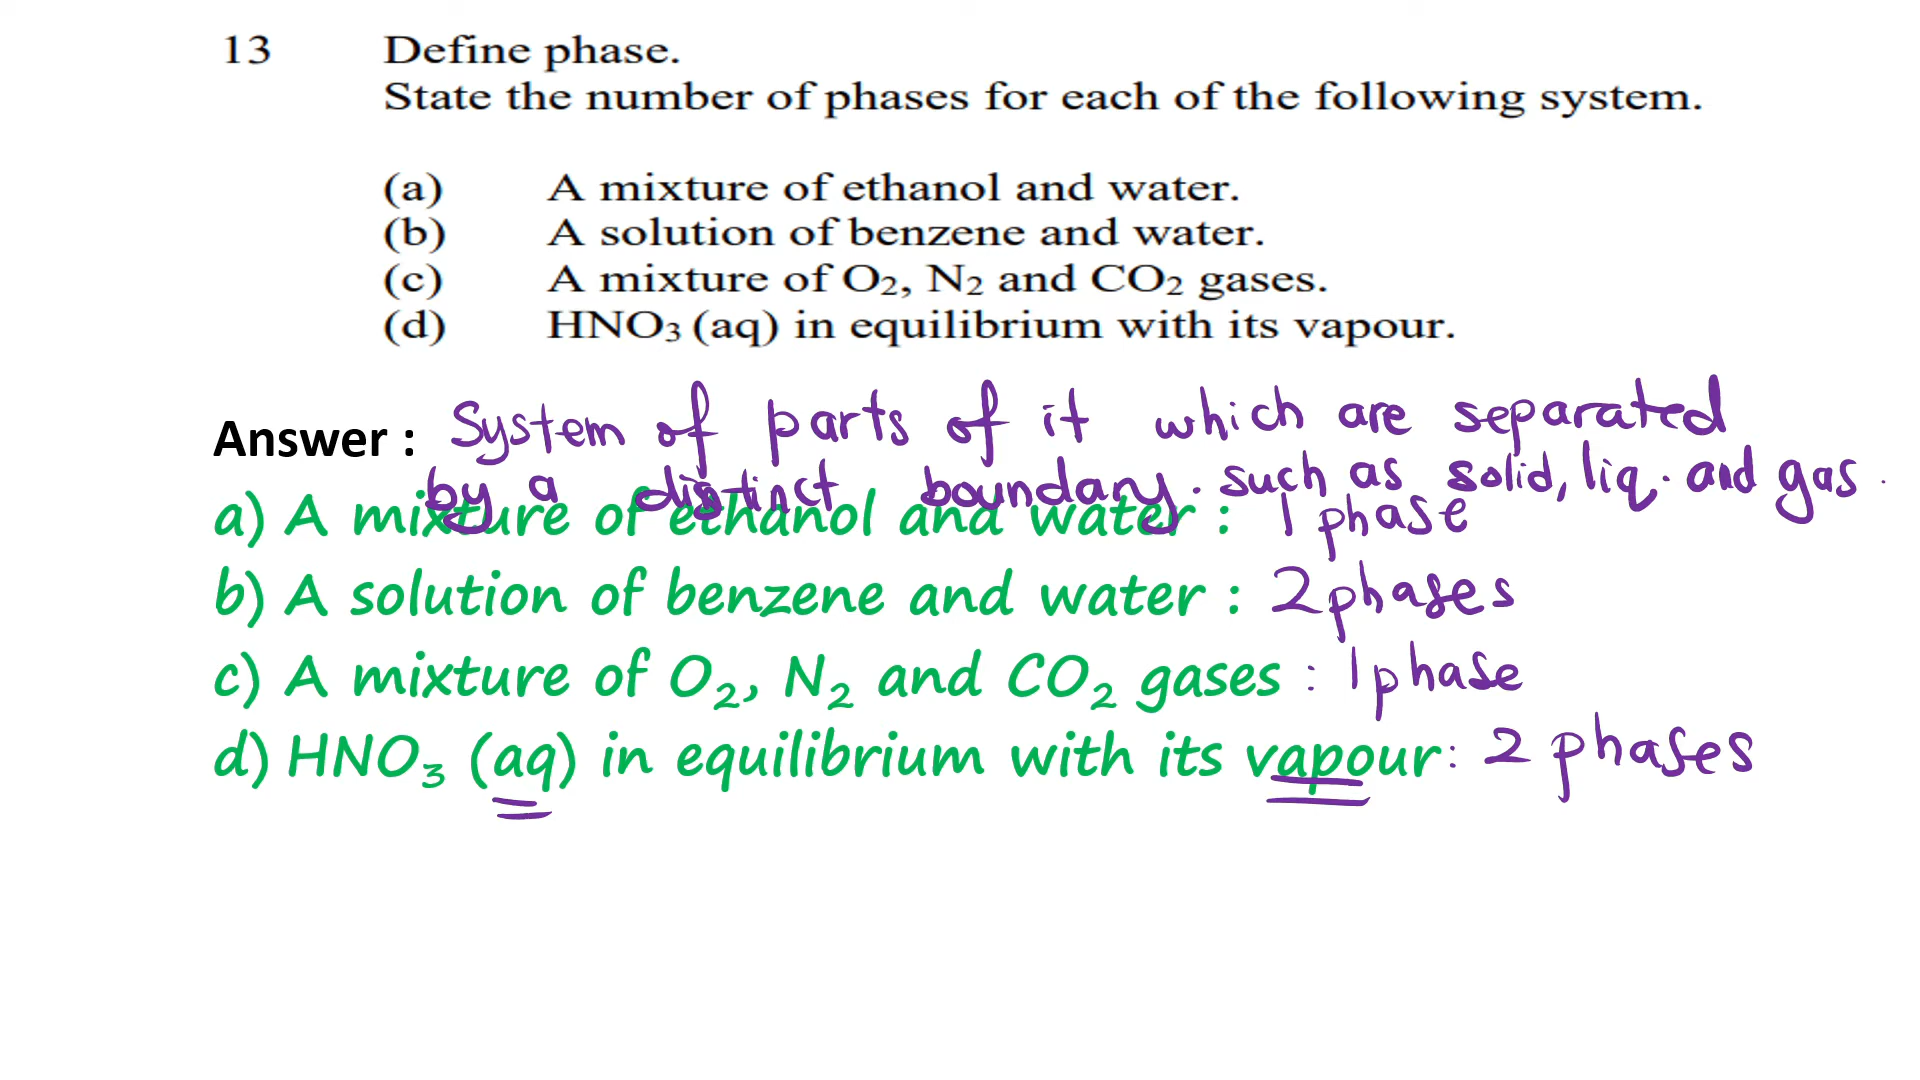 13 Define phase.
State the number of phases for each of the following system.
(a) A mixture of ethanol and water.
(b) A solution of benzene and water.
(c) A mixture of O₂, N₂ and CO₂ gases.
(d) HNO₃ (aq) in equilibrium with its vapour.
Answer : System of parts of it which are separated
by a distinct boundary. such as solid, liq. and gas.
a) A mixture of ethanol and water : 1 phase
b) A solution of benzene and water : 2 phases
c) A mixture of O₂, N₂ and CO₂ gases : 1 phase
d) HNO₃ (aq) in equilibrium with its vapour: 2 phases